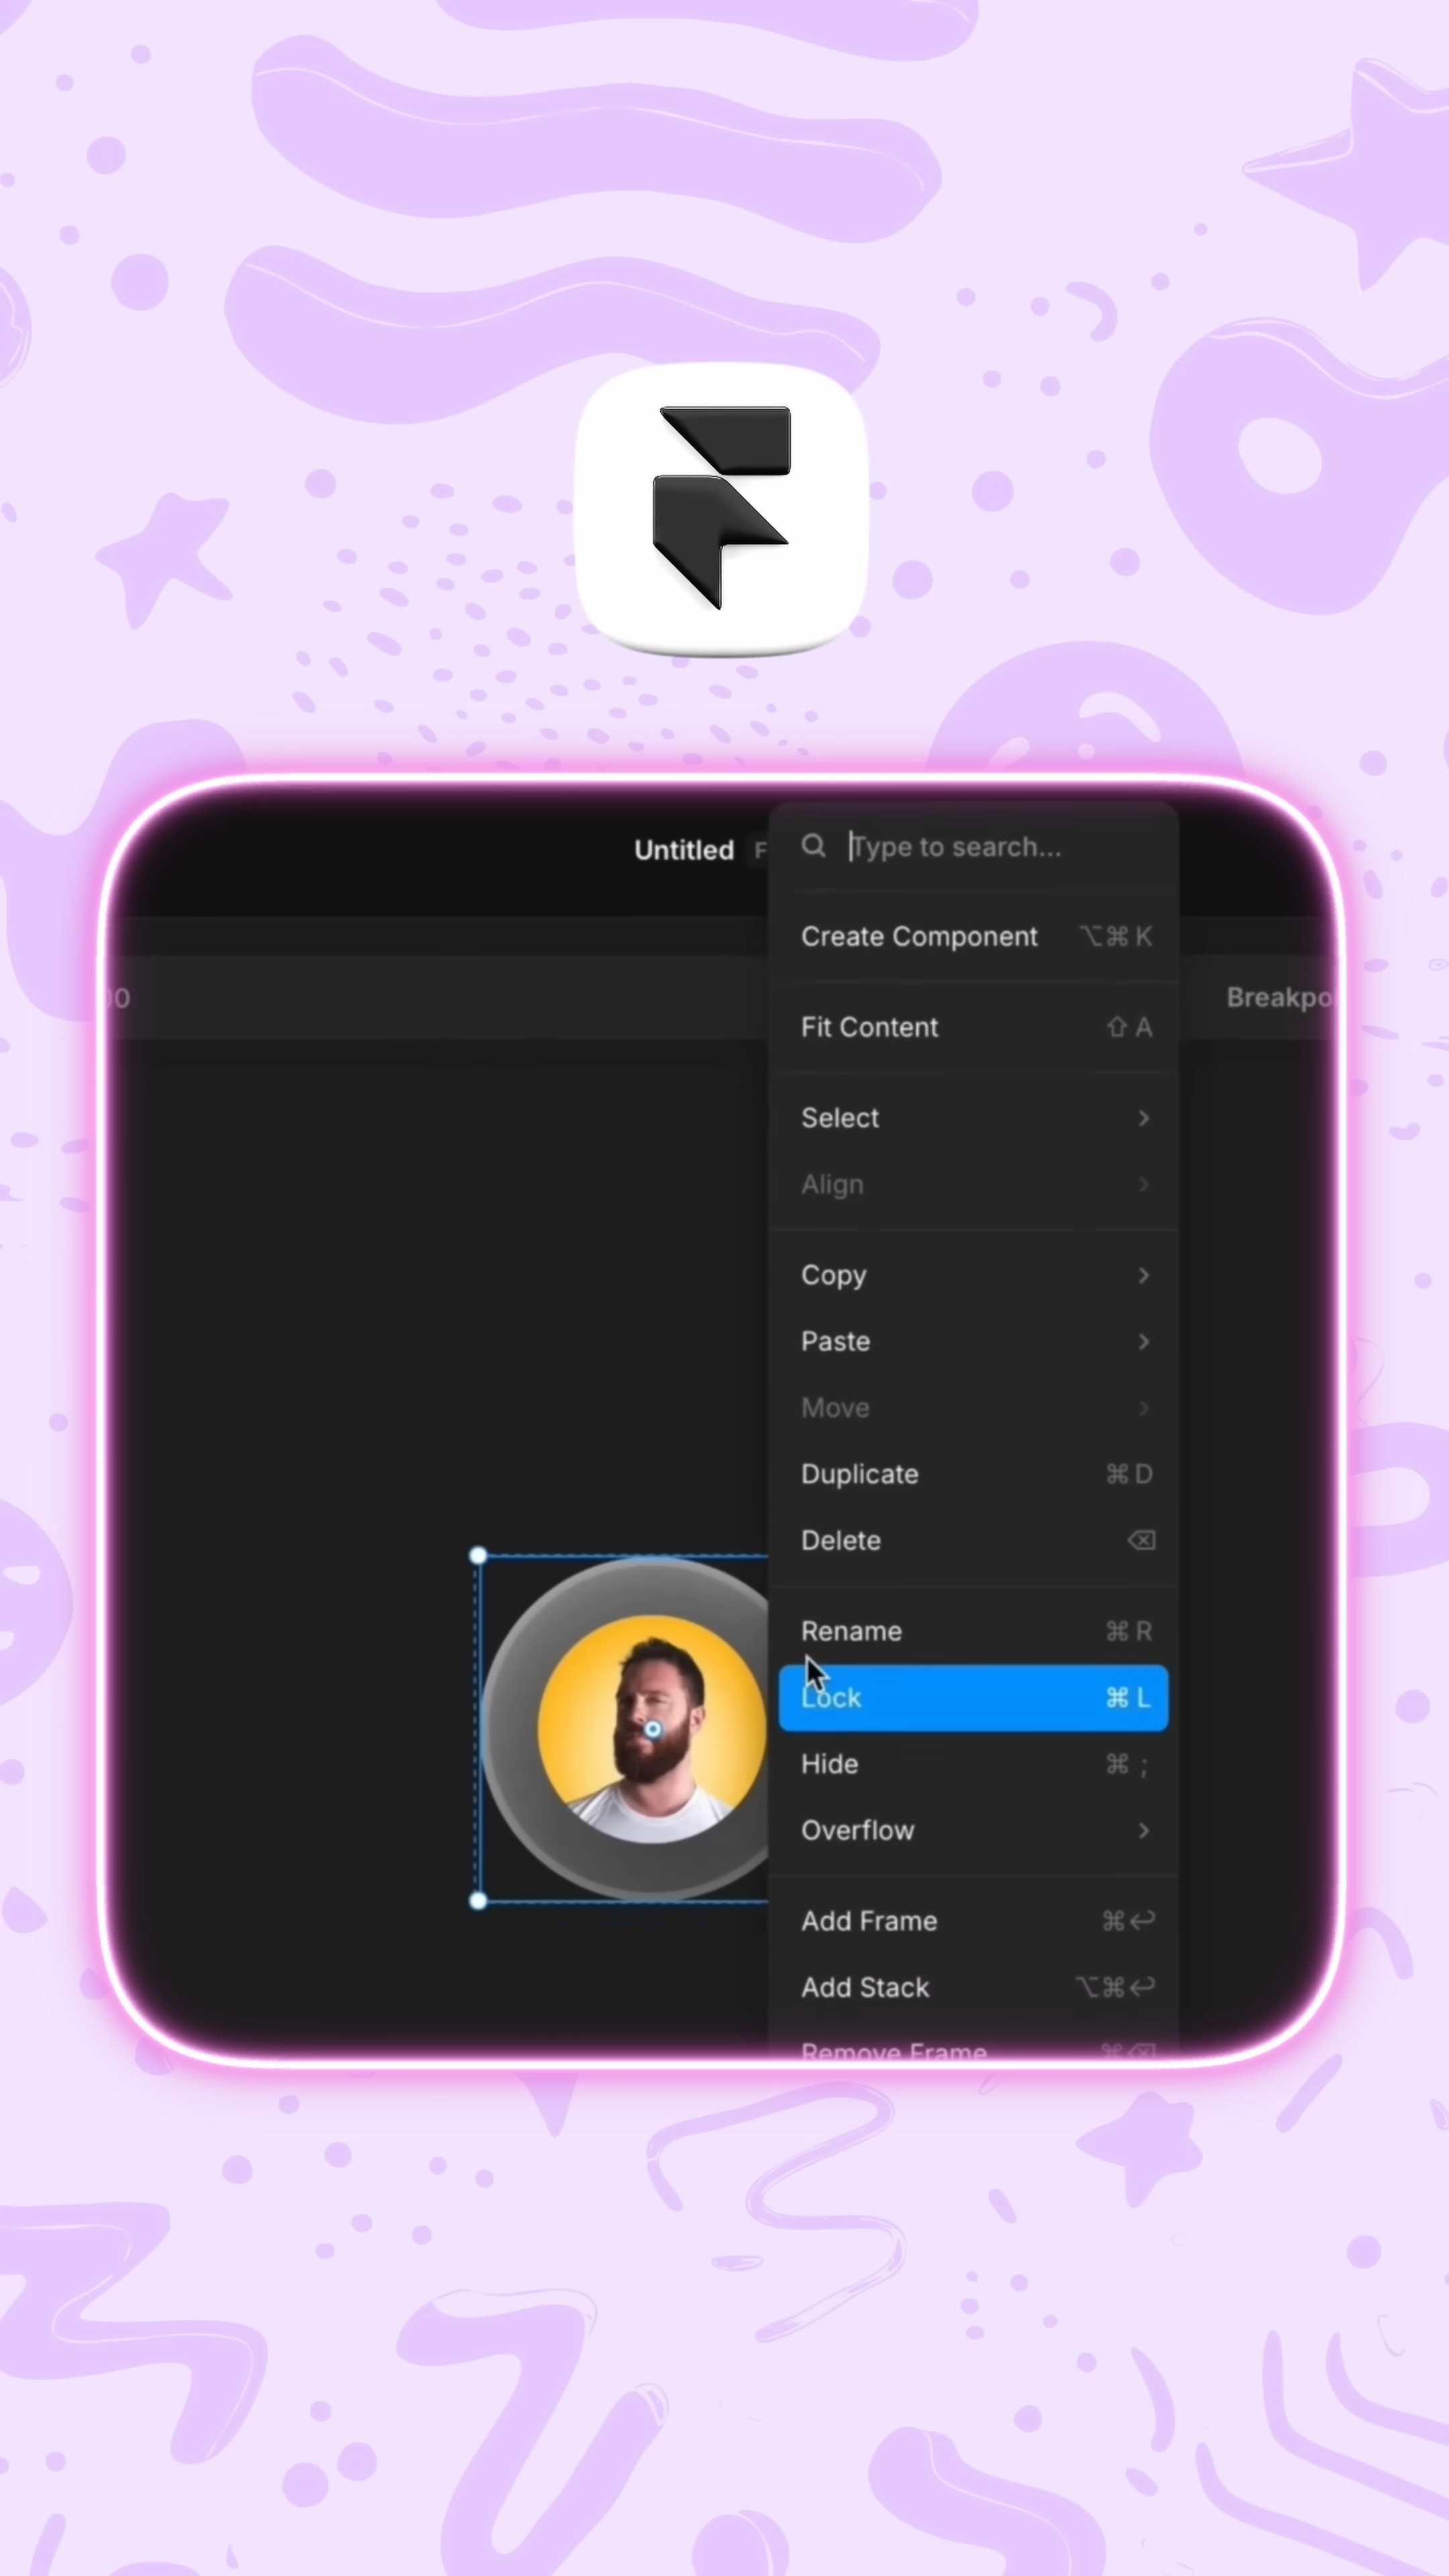 Untitled F
Type to search...
Create Component ⌥⌘ K
00
Breakpo
Fit Content ⇧ A
Select
Align
Copy
Paste
Move
Duplicate ⌘ D
Delete ⌫
Rename ⌘ R
Lock ⌘ L
Hide ⌘ ;
Overflow
Add Frame ⌘↩
Add Stack ⌥⌘↩
Remove Frame ⌘⌫